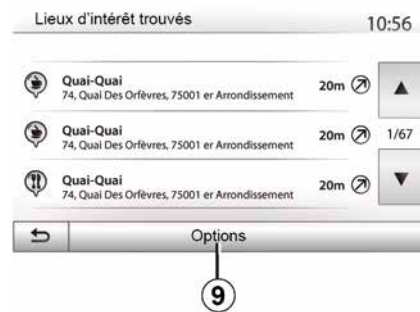 Lieux d'intérêt trouvés 10:56
Quai-Quai
74, Quai Des Orfèvres, 75001 er Arrondissement
20m
Quai-Quai
74, Quai Des Orfèvres, 75001 er Arrondissement
20m
1/67
Quai-Quai
74, Quai Des Orfèvres, 75001 er Arrondissement
20m
Options
9